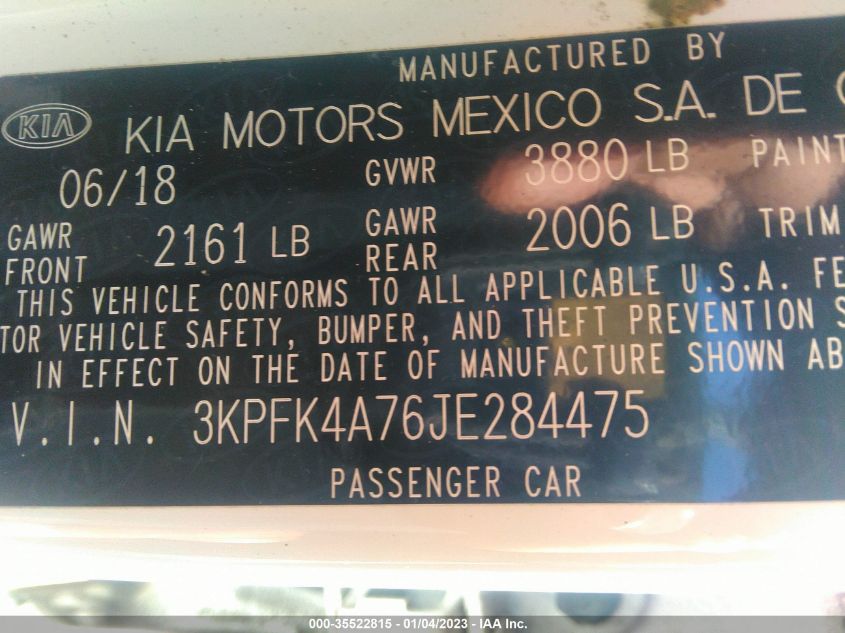 MANUFACTURED BY
KIA KIA MOTORS MEXICO S.A. DE
06/18 GVWR 3880 LB PAINT
GAWR FRONT 2161 LB GAWR REAR 2006 LB TRIM
THIS VEHICLE CONFORMS TO ALL APPLICABLE U.S.A. FE
TOR VEHICLE SAFETY, BUMPER, AND THEFT PREVENTION S
IN EFFECT ON THE DATE OF MANUFACTURE SHOWN AB
V.I.N. 3KPFK4A76JE284475
PASSENGER CAR
000-35522815 - 01/04/2023 - IAA Inc.